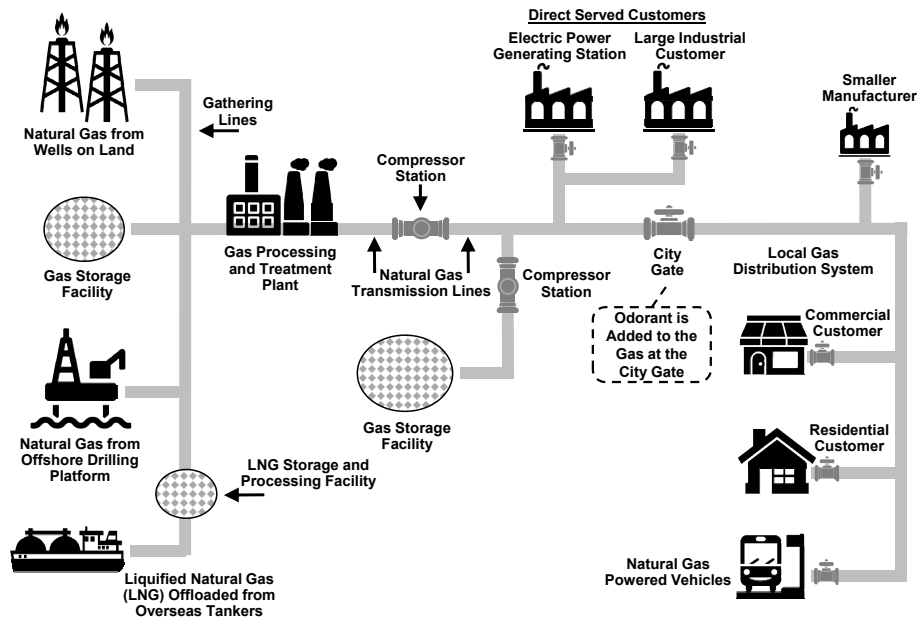 Direct Served Customers
Electric Power
Generating Station
Large Industrial
Customer
Smaller
Manufacturer
Natural Gas from
Wells on Land
Gathering
Lines
Compressor
Station
Gas Storage
Facility
Gas Processing
and Treatment
Plant
Natural Gas
Transmission Lines
Compressor
Station
City
Gate
Local Gas
Distribution System
Odorant is
Added to the
Gas at the
City Gate
Commercial
Customer
Gas Storage
Facility
Residential
Customer
Natural Gas from
Offshore Drilling
Platform
LNG Storage and
Processing Facility
Liquified Natural Gas
(LNG) Offloaded from
Overseas Tankers
Natural Gas
Powered Vehicles